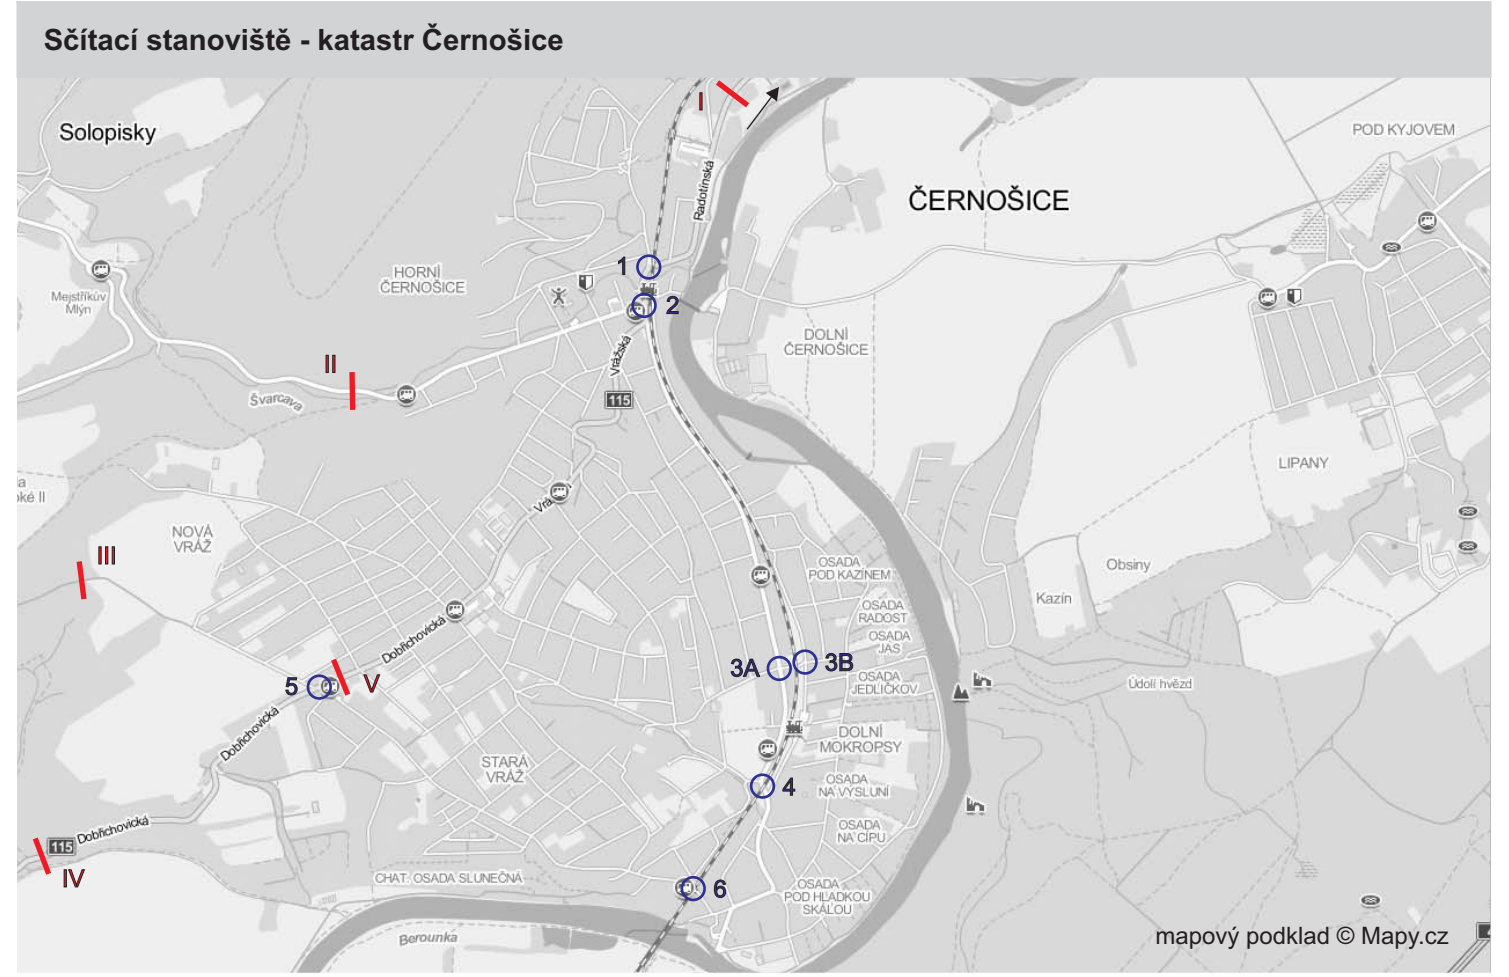 Sčítací stanoviště - katastr Černošice
I
Solopisky
POD KYJOVEM
Radotínská
ČERNOŠICE
1
HORNÍ
ČERNOŠICE
Mejstříkův
Mlýn
2
DOLNÍ
ČERNOŠICE
Vrážská
II
Švarcava
115
LIPANY
NOVÁ
VRÁŽ
III
OSADA
POD KAZÍNEM
Obsiny
Kazín
OSADA
RADOST
OSADA
JAS
Dobřichovická
3A
3B
5
V
OSADA
JEDLIČKOV
Údolí hvězd
Dobřichovická
DOLNÍ
MOKROPSY
STARÁ
VRÁŽ
4
OSADA
NA VÝSLUNÍ
OSADA
NA CÍPU
115
Dobřichovická
IV
CHAT. OSADA SLUNEČNÁ
6
OSADA
POD HLADKOU
SKÁLOU
Berounka
mapový podklad © Mapy.cz